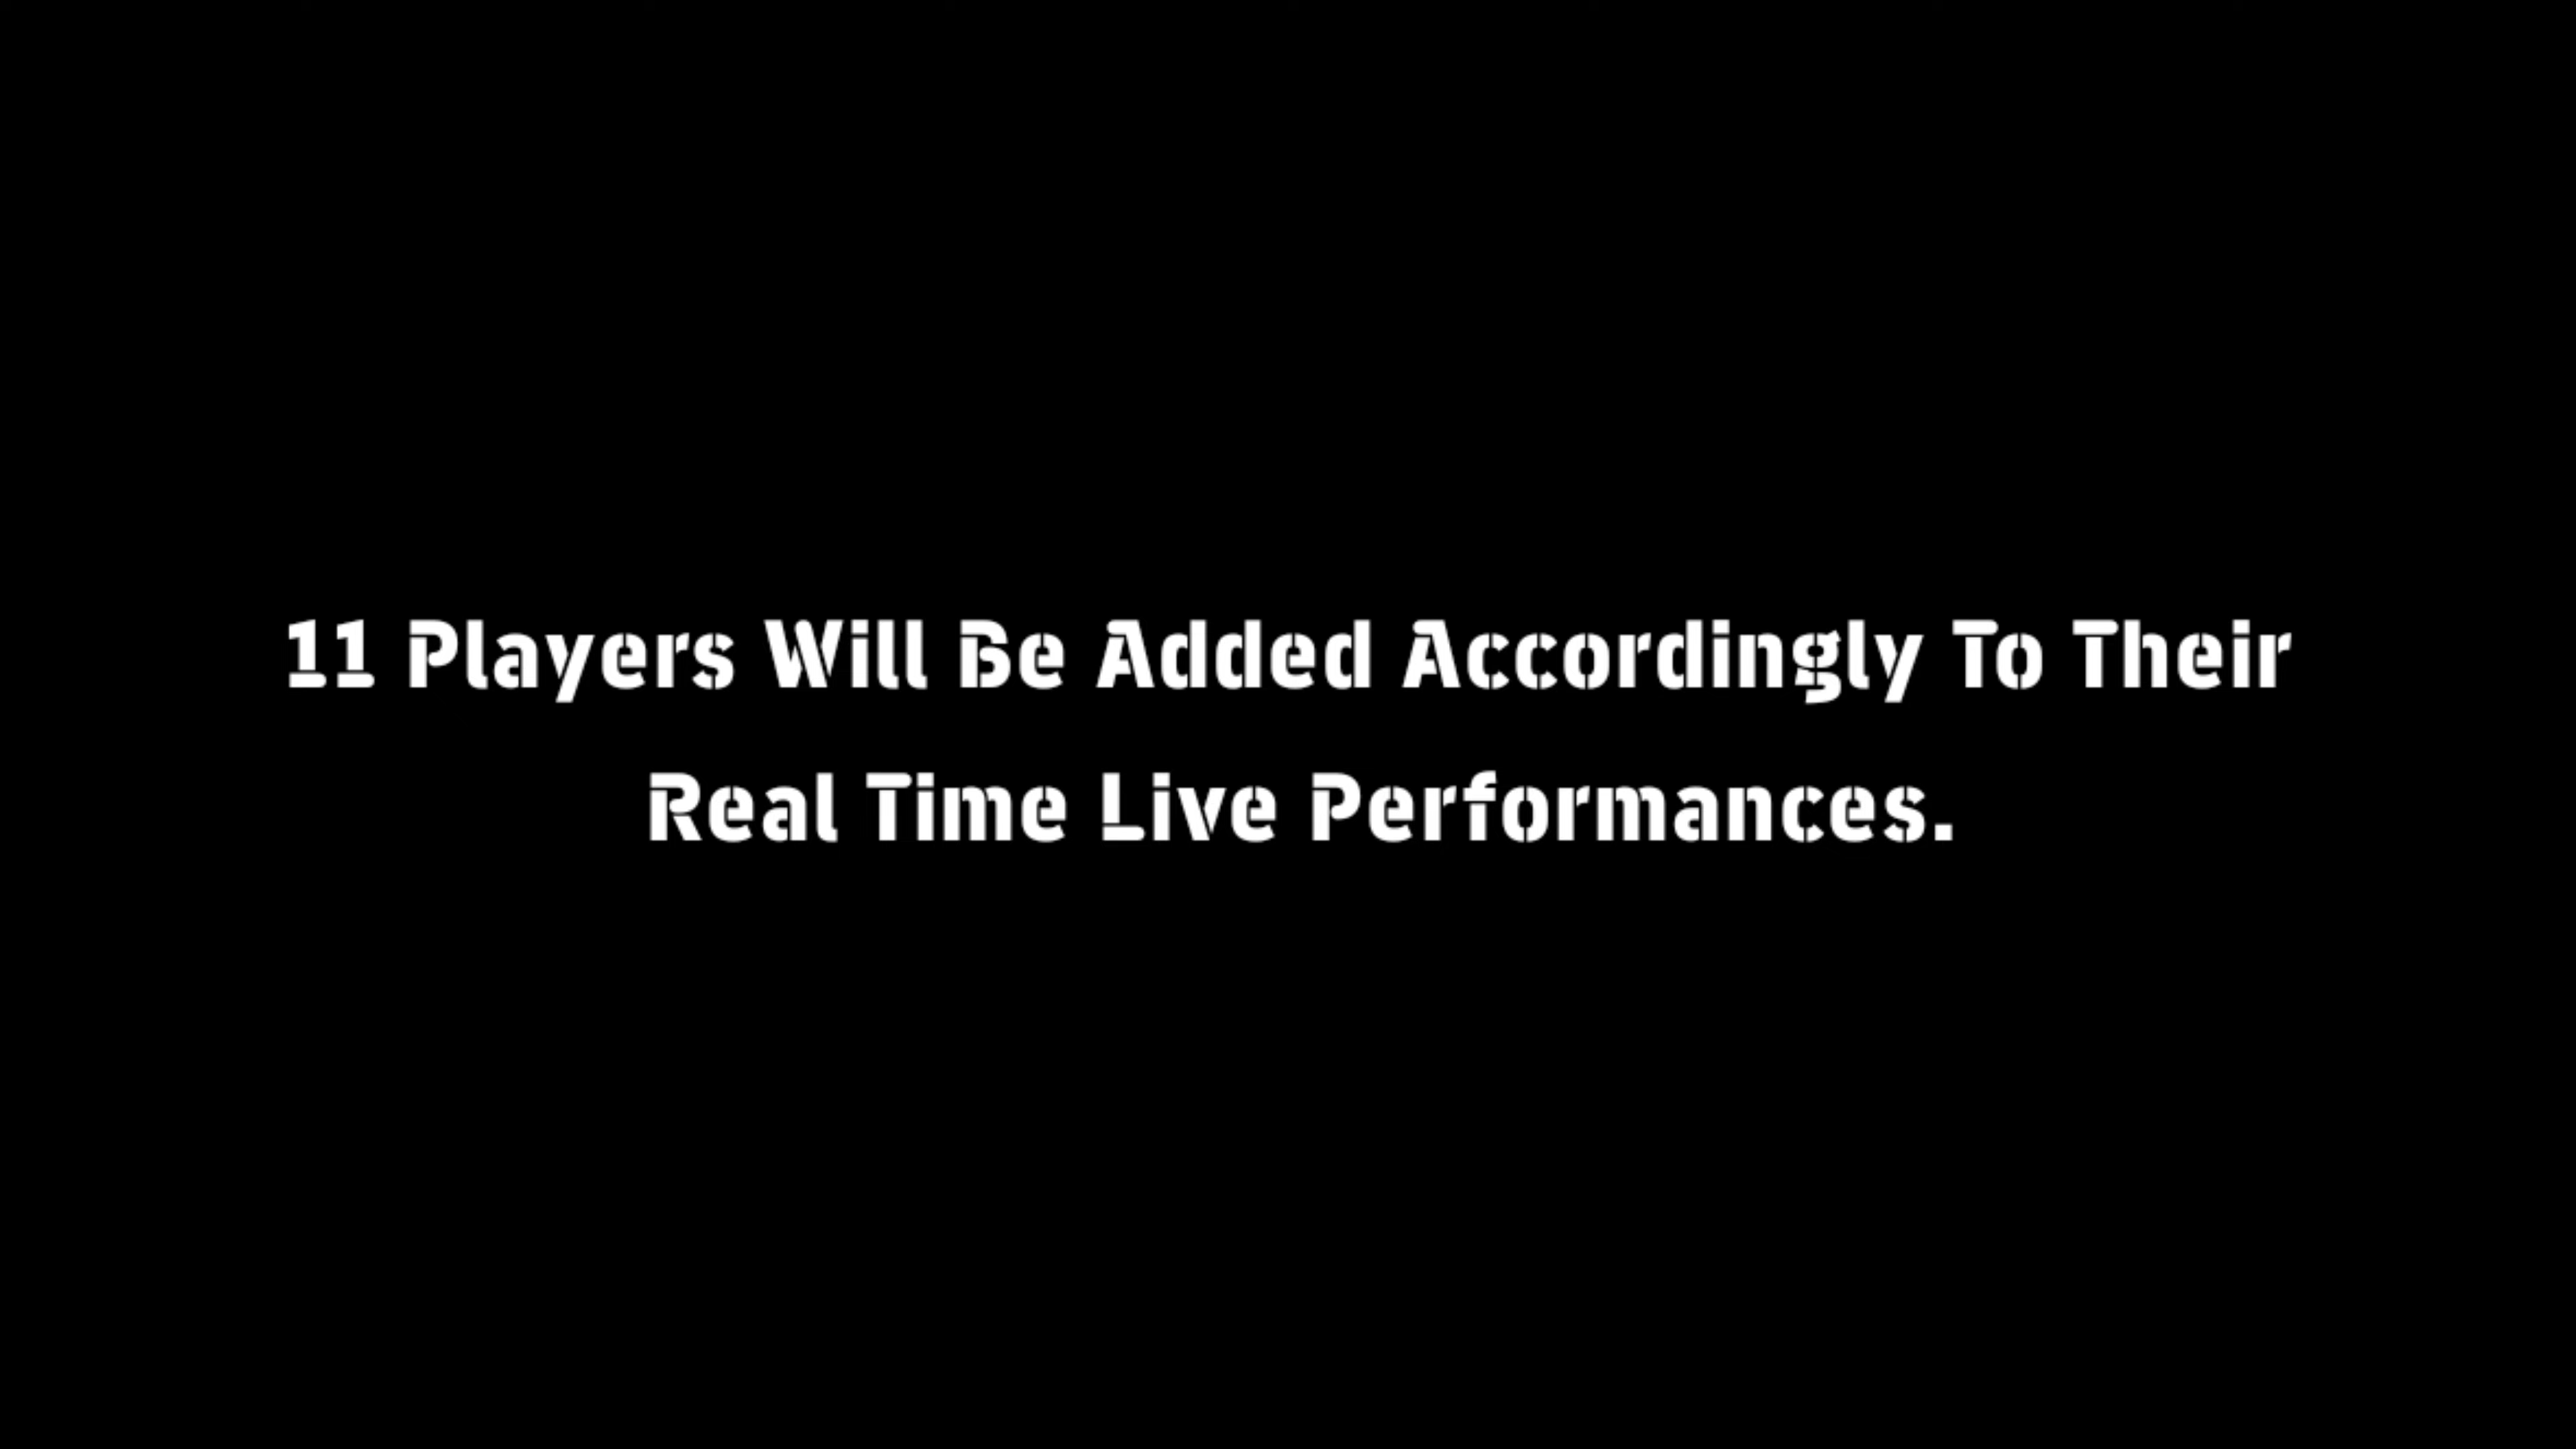 11 Players Will Be Added Accordingly To Their
Real Time Live Performances.